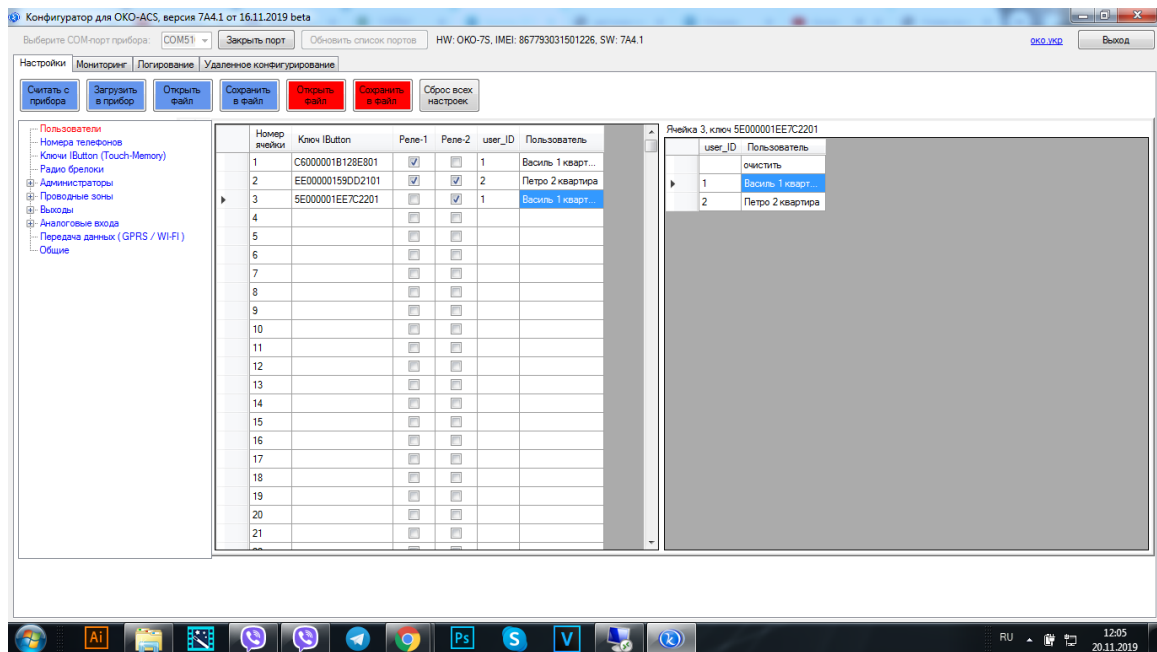 Конфигуратор для ОКО-ACS, версия 7A4.1 от 16.11.2019 beta
Выберите COM-порт прибора: COM51 Закрыть порт Обновить список портов HW: OKO-7S, IMEI: 867793031501226, SW: 7A4.1 око.укр Выход
Настройки Мониторинг Логирование Удаленное конфигурирование
Считать с прибора Загрузить в прибор Открыть файл Сохранить в файл Открыть файл Сохранить в файл Сброс всех настроек
Пользователи
Номера телефонов
Ключи IButton (Touch-Memory)
Радио брелоки
Администраторы
Проводные зоны
Выходы
Аналоговые входа
Передача данных ( GPRS / WI-FI )
Общие
Номер ячейки Ключ IButton Реле-1 Реле-2 user_ID Пользователь
1 C6000001B128E801 1 Василь 1 кварт...
2 EE00000159DD2101 2 Петро 2 квартира
3 5E000001EE7C2201 1 Василь 1 кварт...
4
5
6
7
8
9
10
11
12
13
14
15
16
17
18
19
20
21
Ячейка 3, ключ 5E000001EE7C2201
user_ID Пользователь
очистить
1 Василь 1 кварт...
2 Петро 2 квартира
Ai Ps S V RU 12:05
20.11.2019